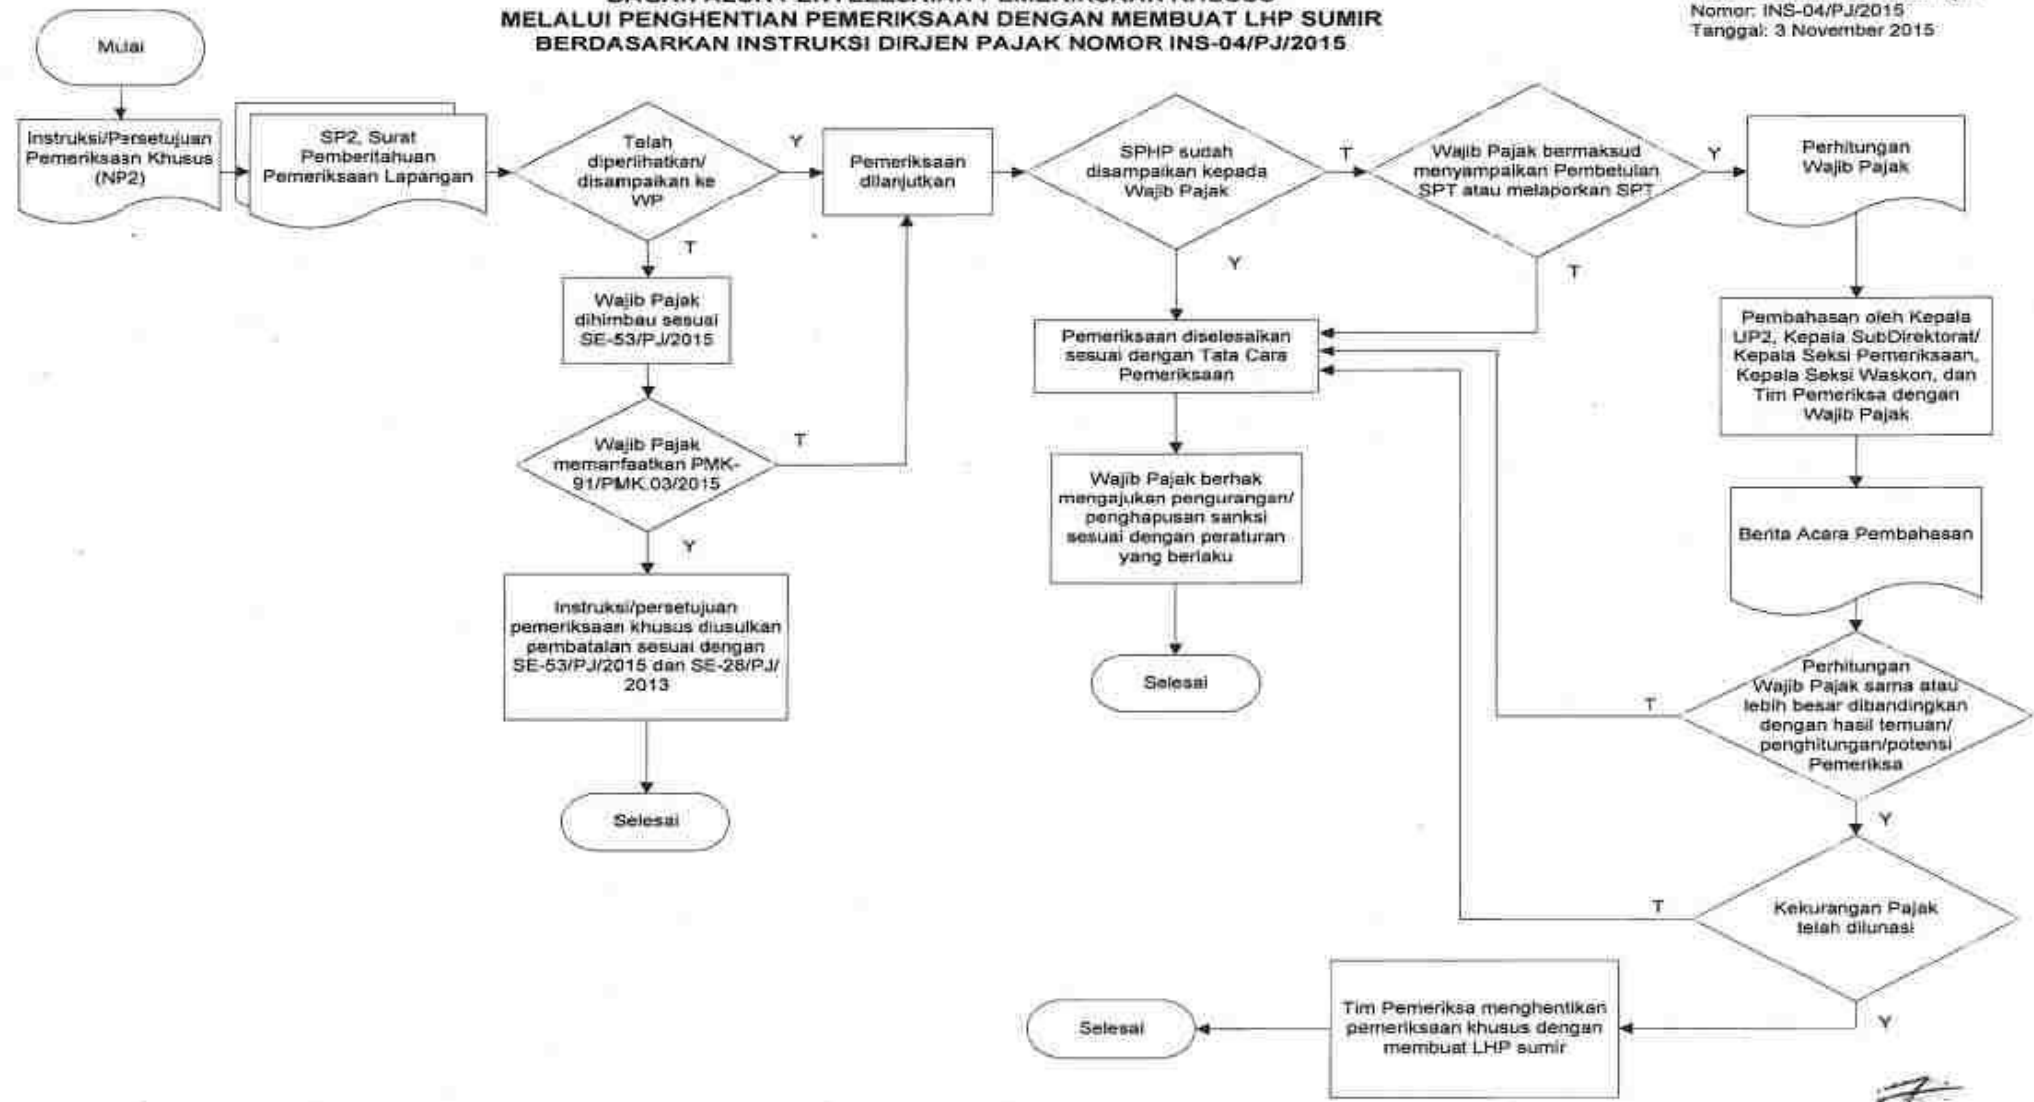 MELALUI PENGHENTIAN PEMERIKSAAN DENGAN MEMBUAT LHP SUMIR
BERDASARKAN INSTRUKSI DIRJEN PAJAK NOMOR INS-04/PJ/2015
Nomor: INS-04/PJ/2015
Tanggal: 3 November 2015
Mulai
Instruksi/Persetujuan
Pemeriksaan Khusus
(NP2)
SP2, Surat
Pemberitahuan
Pemeriksaan Lapangan
Telah
diperlihatkan/
disampaikan ke
WP
Y
T
Pemeriksaan
dilanjutkan
Wajib Pajak
dihimbau sesuai
SE-53/PJ/2015
Wajib Pajak
memanfaatkan PMK-
91/PMK.03/2015
T
Y
Instruksi/persetujuan
pemeriksaan khusus diusulkan
pembatalan sesuai dengan
SE-53/PJ/2015 dan SE-28/PJ/
2013
Selesai
SPHP sudah
disampaikan kepada
Wajib Pajak
T
Y
Pemeriksaan diselesaikan
sesuai dengan Tata Cara
Pemeriksaan
Wajib Pajak berhak
mengajukan pengurangan/
penghapusan sanksi
sesuai dengan peraturan
yang berlaku
Selesai
Wajib Pajak bermaksud
menyampaikan Pembetulan
SPT atau melaporkan SPT
Y
T
Perhitungan
Wajib Pajak
Pembahasan oleh Kepala
UP2, Kepala SubDirektorat/
Kepala Seksi Pemeriksaan,
Kepala Seksi Waskon, dan
Tim Pemeriksa dengan
Wajib Pajak
Berita Acara Pembahasan
Perhitungan
Wajib Pajak sama atau
lebih besar dibandingkan
dengan hasil temuan/
penghitungan/potensi
Pemeriksa
T
Y
Kekurangan Pajak
telah dilunasi
T
Y
Tim Pemeriksa menghentikan
pemeriksaan khusus dengan
membuat LHP sumir
Selesai